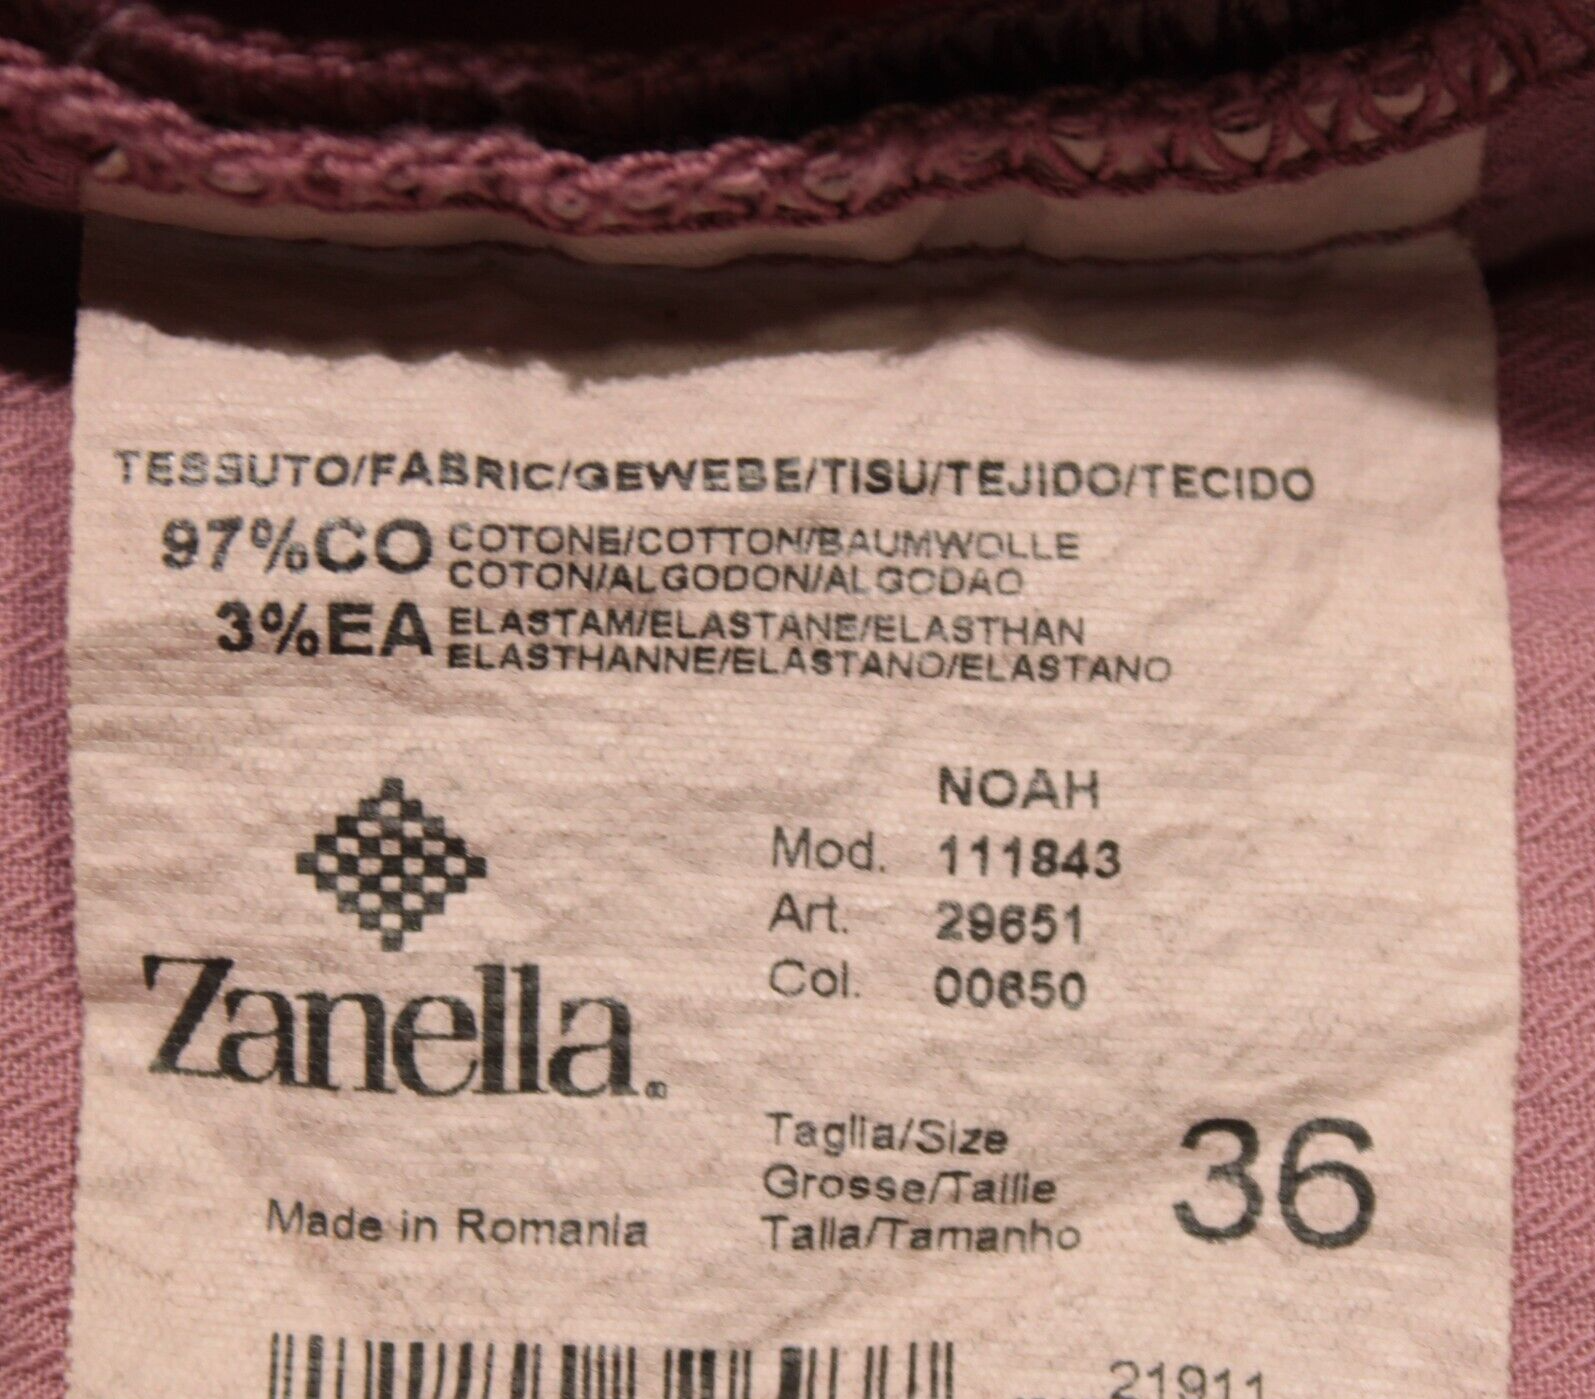 TESSUTO/FABRIC/GEWEBE/TISU/TEJIDO/TECIDO
97%CO COTONE/COTTON/BAUMWOLLE
COTON/ALGODON/ALGODAO
3%EA ELASTAM/ELASTANE/ELASTHAN
ELASTHANNE/ELASTANO/ELASTANO
NOAH
Mod. 111843
Art. 29651
Col. 00650
Zanella®
Taglia/Size
Grosse/Taille
Talla/Tamanho
36
Made in Romania
21911